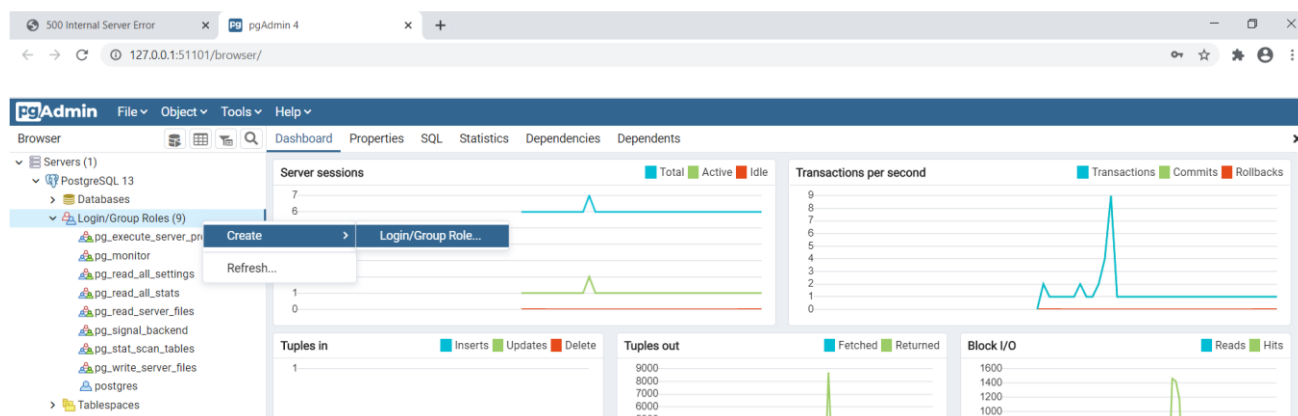 500 Internal Server Error
pgAdmin 4
127.0.0.1:51101/browser/
pgAdmin File Object Tools Help
Browser Dashboard Properties SQL Statistics Dependencies Dependents
Servers (1)
PostgreSQL 13
Databases
Login/Group Roles (9)
pg_execute_server_pr
pg_monitor
pg_read_all_settings
pg_read_all_stats
pg_read_server_files
pg_signal_backend
pg_stat_scan_tables
pg_write_server_files
postgres
Tablespaces
Create
Login/Group Role...
Refresh...
Server sessions Total Active Idle
7
6
1
0
Transactions per second Transactions Commits Rollbacks
9
8
7
6
5
4
3
2
1
0
Tuples in Inserts Updates Delete
1
Tuples out Fetched Returned
9000
8000
7000
6000
Block I/O Reads Hits
1600
1400
1200
1000